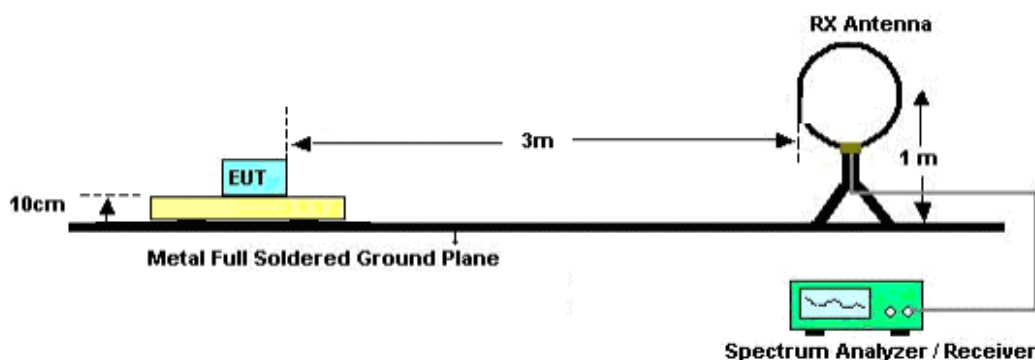 RX Antenna
3m
1 m
EUT
10cm
Metal Full Soldered Ground Plane
Spectrum Analyzer / Receiver